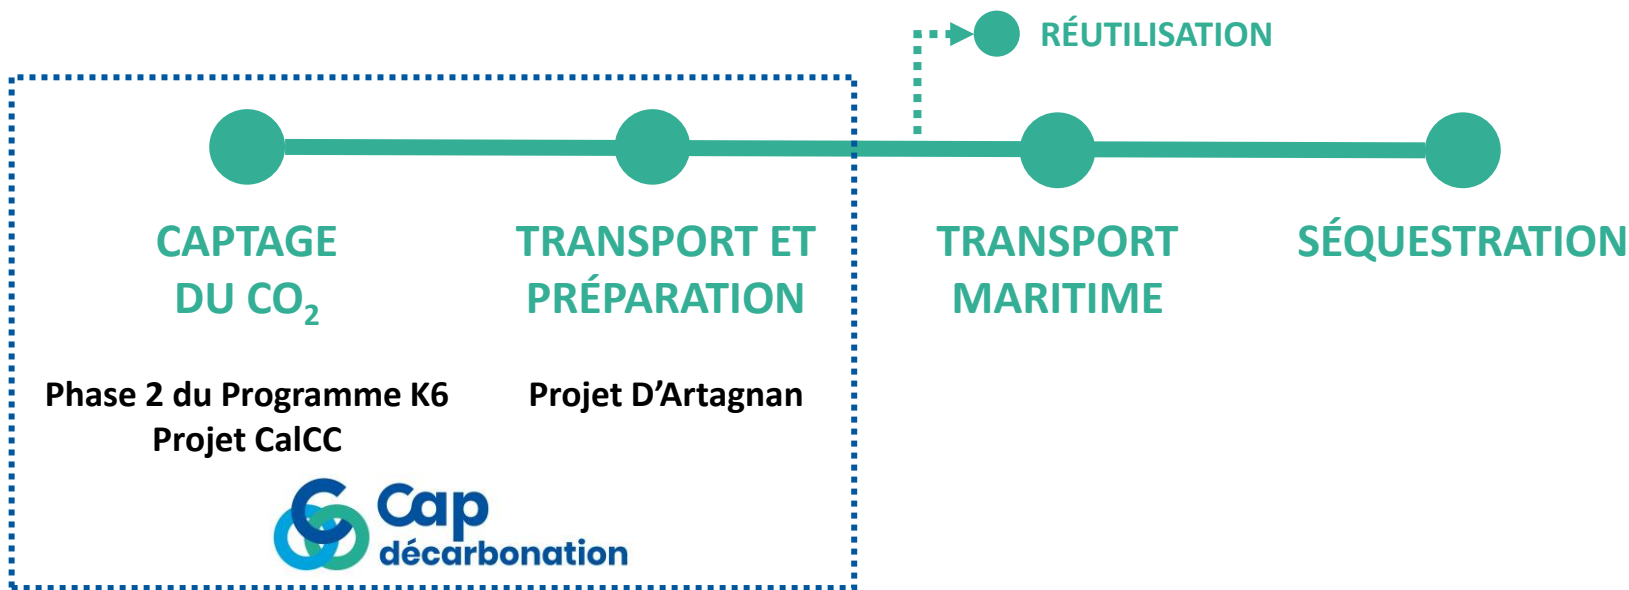 RÉUTILISATION
CAPTAGE
DU CO₂
TRANSPORT ET
PRÉPARATION
TRANSPORT
MARITIME
SÉQUESTRATION
Phase 2 du Programme K6
Projet CalCC
Projet D’Artagnan
Cap
décarbonation